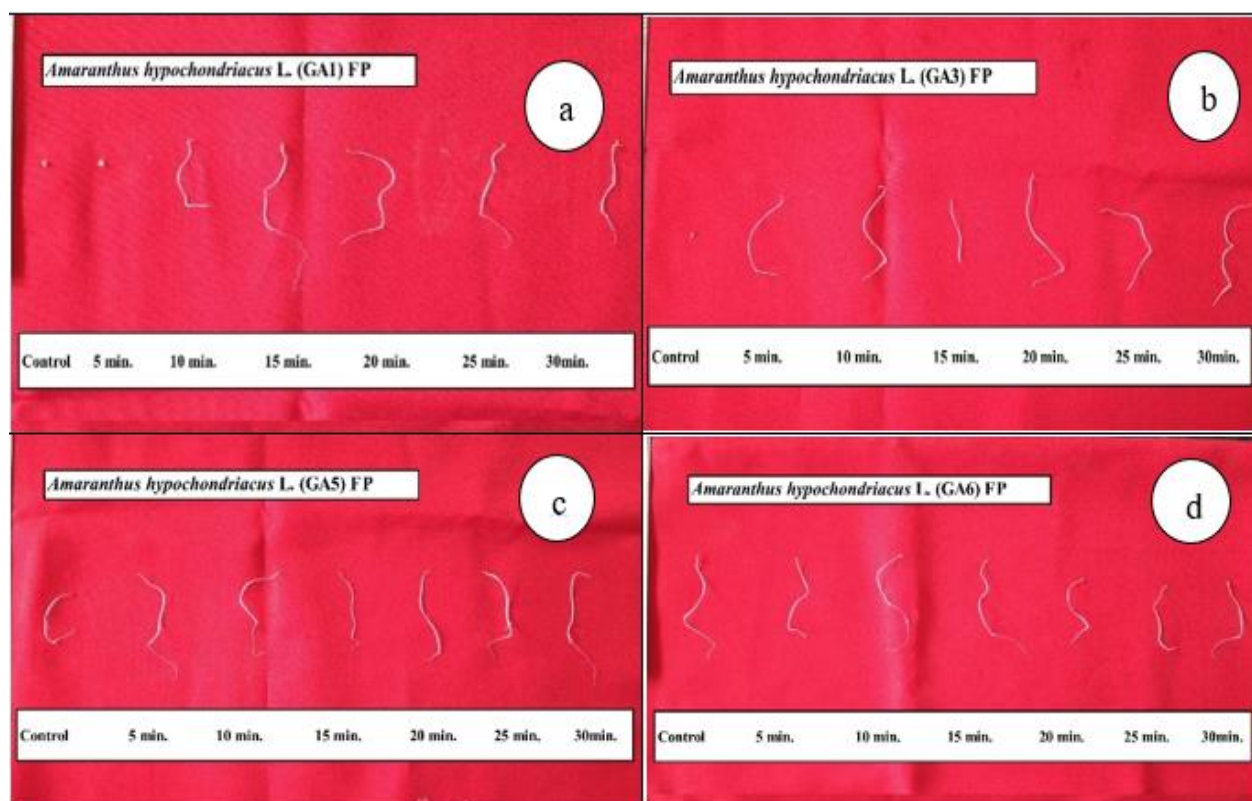 Amaranthus hypochondriacus L. (GA1) FP
a
Control 5 min. 10 min. 15 min. 20 min. 25 min. 30min.
Amaranthus hypochondriacus L. (GA3) FP
b
Control 5 min. 10 min. 15 min. 20 min. 25 min. 30min.
Amaranthus hypochondriacus L. (GA5) FP
c
Control 5 min. 10 min. 15 min. 20 min. 25 min. 30min.
Amaranthus hypochondriacus L. (GA6) FP
d
Control 5 min. 10 min. 15 min. 20 min. 25 min. 30min.